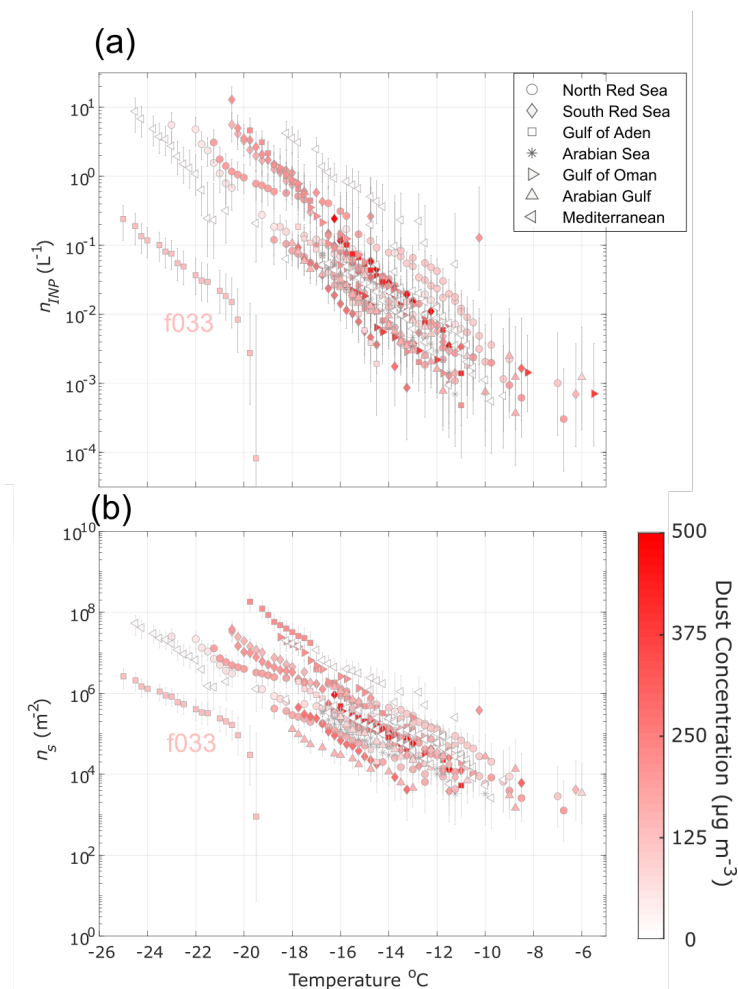 (a)
10^1
10^0
10^-1
10^-2
10^-3
10^-4
n_INP (L^-1)
North Red Sea
South Red Sea
Gulf of Aden
Arabian Sea
Gulf of Oman
Arabian Gulf
Mediterranean
f033
(b)
10^10
10^8
10^6
10^4
10^2
10^0
n_s (m^-2)
f033
-26 -24 -22 -20 -18 -16 -14 -12 -10 -8 -6
Temperature °C
500
375
250
125
0
Dust Concentration (µg m^-3)